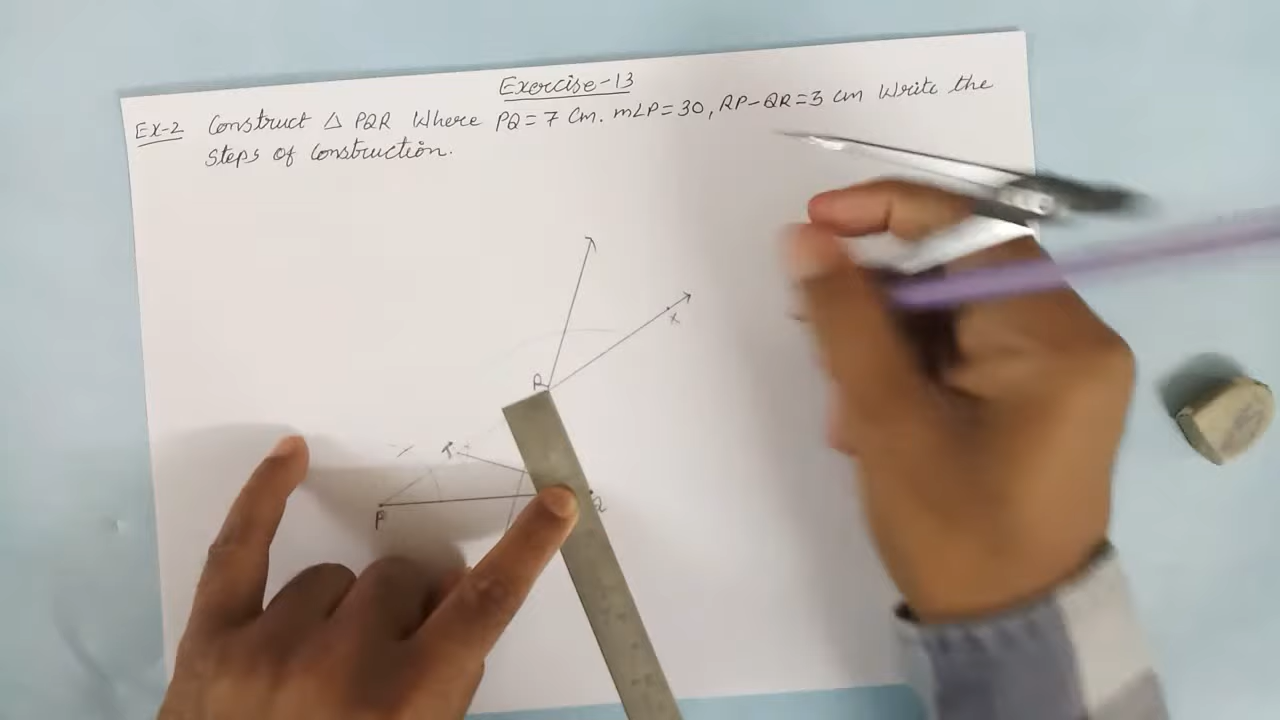 Exercise-13
Ex-2 Construct △ PQR Where PQ = 7 Cm. m∠P = 30, RP-QR = 3 cm Write the
steps of Construction.
X
R
T
P
Q